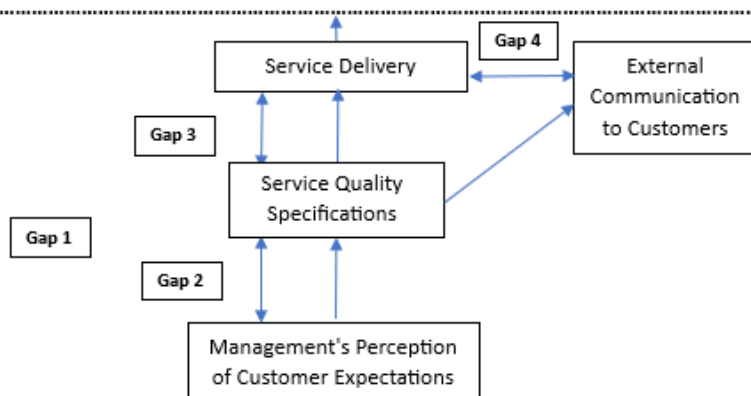 Gap 4
Service Delivery
External
Communication
to Customers
Gap 3
Service Quality
Specifications
Gap 1
Gap 2
Management's Perception
of Customer Expectations